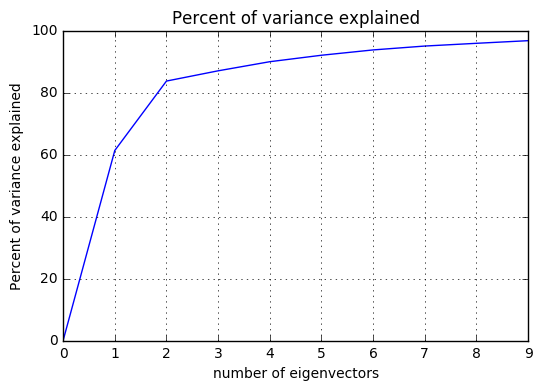 Percent of variance explained
100
80
60
40
20
0
Percent of variance explained
0 1 2 3 4 5 6 7 8 9
number of eigenvectors